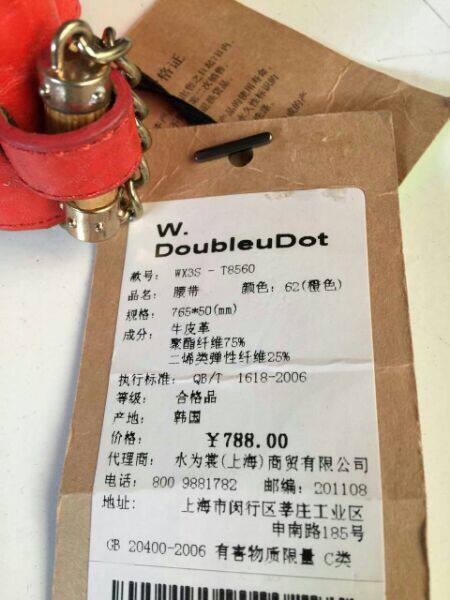 格证
W.
DoubleuDot
款号: WX3S - T8560
品名: 腰带 颜色: 62(橙色)
规格: 765*50(mm)
成分: 牛皮革
聚酯纤维75%
二烯类弹性纤维25%
执行标准: QB/T 1618-2006
等级: 合格品
产地: 韩国
价格: ￥788.00
代理商: 水为裳(上海)商贸有限公司
电话: 800 9881782 邮编: 201108
地址: 上海市闵行区莘庄工业区
申南路185号
GB 20400-2006 有害物质限量 C类